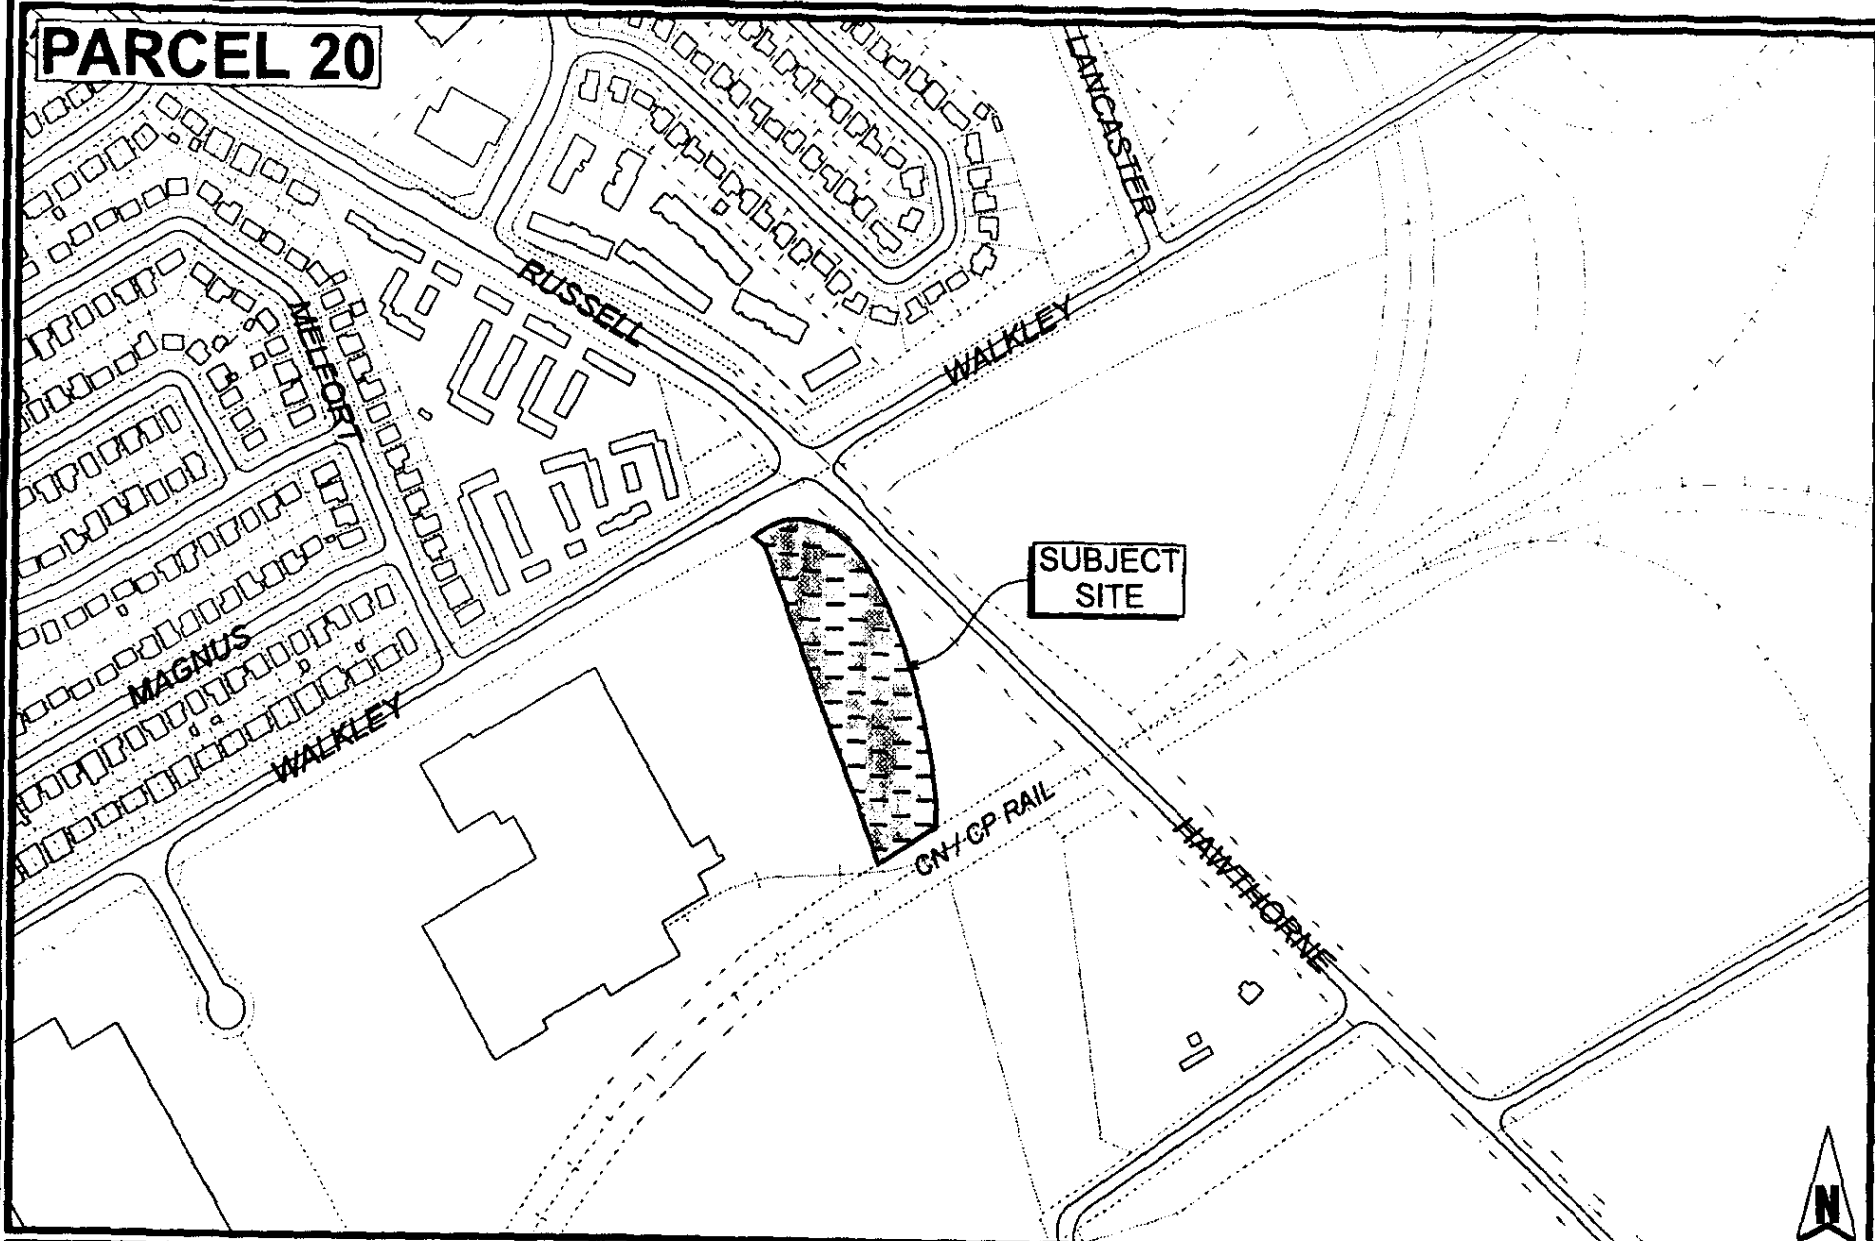 PARCEL 20
LANCASTER
RUSSELL
MELFORT
WALKLEY
SUBJECT
SITE
MAGNUS
WALKLEY
CN / CP RAIL
HAWTHORNE
N